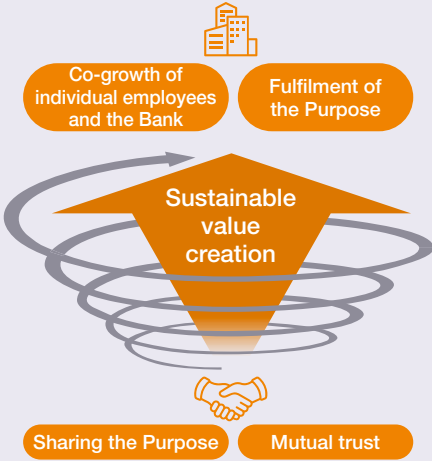 Co-growth of
individual employees
and the Bank
Fulfilment of
the Purpose
Sustainable
value
creation
Sharing the Purpose
Mutual trust